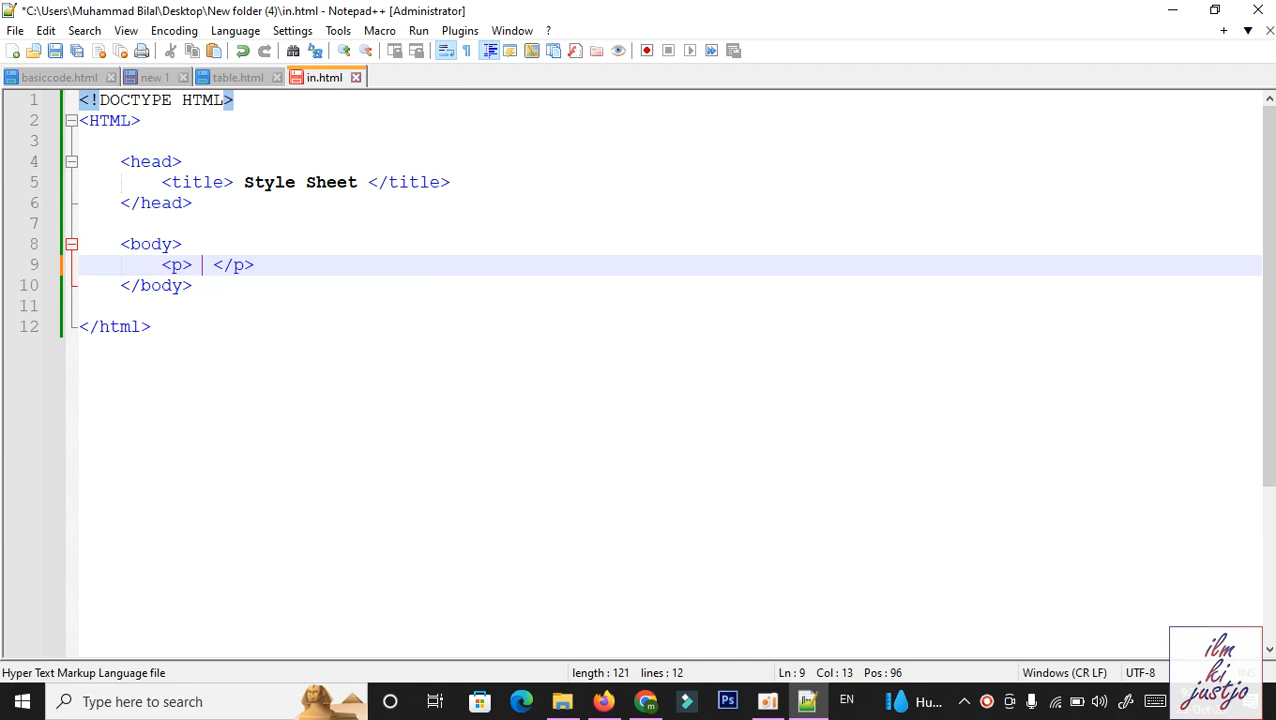 *C:\Users\Muhammad Bilal\Desktop\New folder (4)\in.html - Notepad++ [Administrator]
File Edit Search View Encoding Language Settings Tools Macro Run Plugins Window ?
basiccode.html new 1 table.html in.html
1 <!DOCTYPE HTML>
2 <HTML>
3
4 <head>
5 <title> Style Sheet </title>
6 </head>
7
8 <body>
9 <p> </p>
10 </body>
11
12 </html>
Hyper Text Markup Language file length : 121 lines : 12 Ln : 9 Col : 13 Pos : 96 Windows (CR LF) UTF-8
Type here to search Ps EN Hu...
ilm
ki
justjo